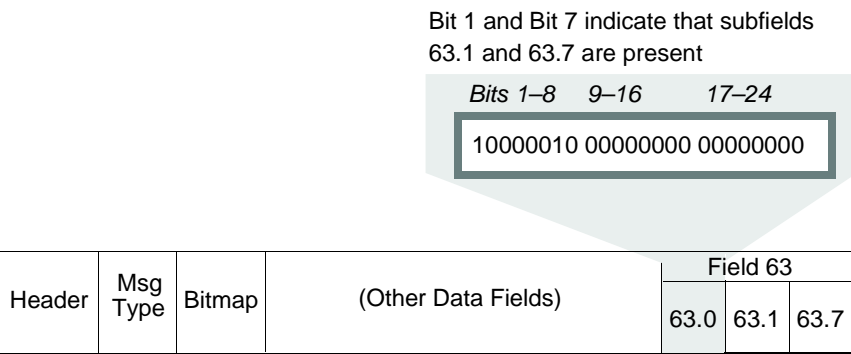 Bit 1 and Bit 7 indicate that subfields
63.1 and 63.7 are present
Bits 1–8 9–16 17–24
10000010 00000000 00000000
Header
Msg
Type
Bitmap
(Other Data Fields)
Field 63
63.0 63.1 63.7